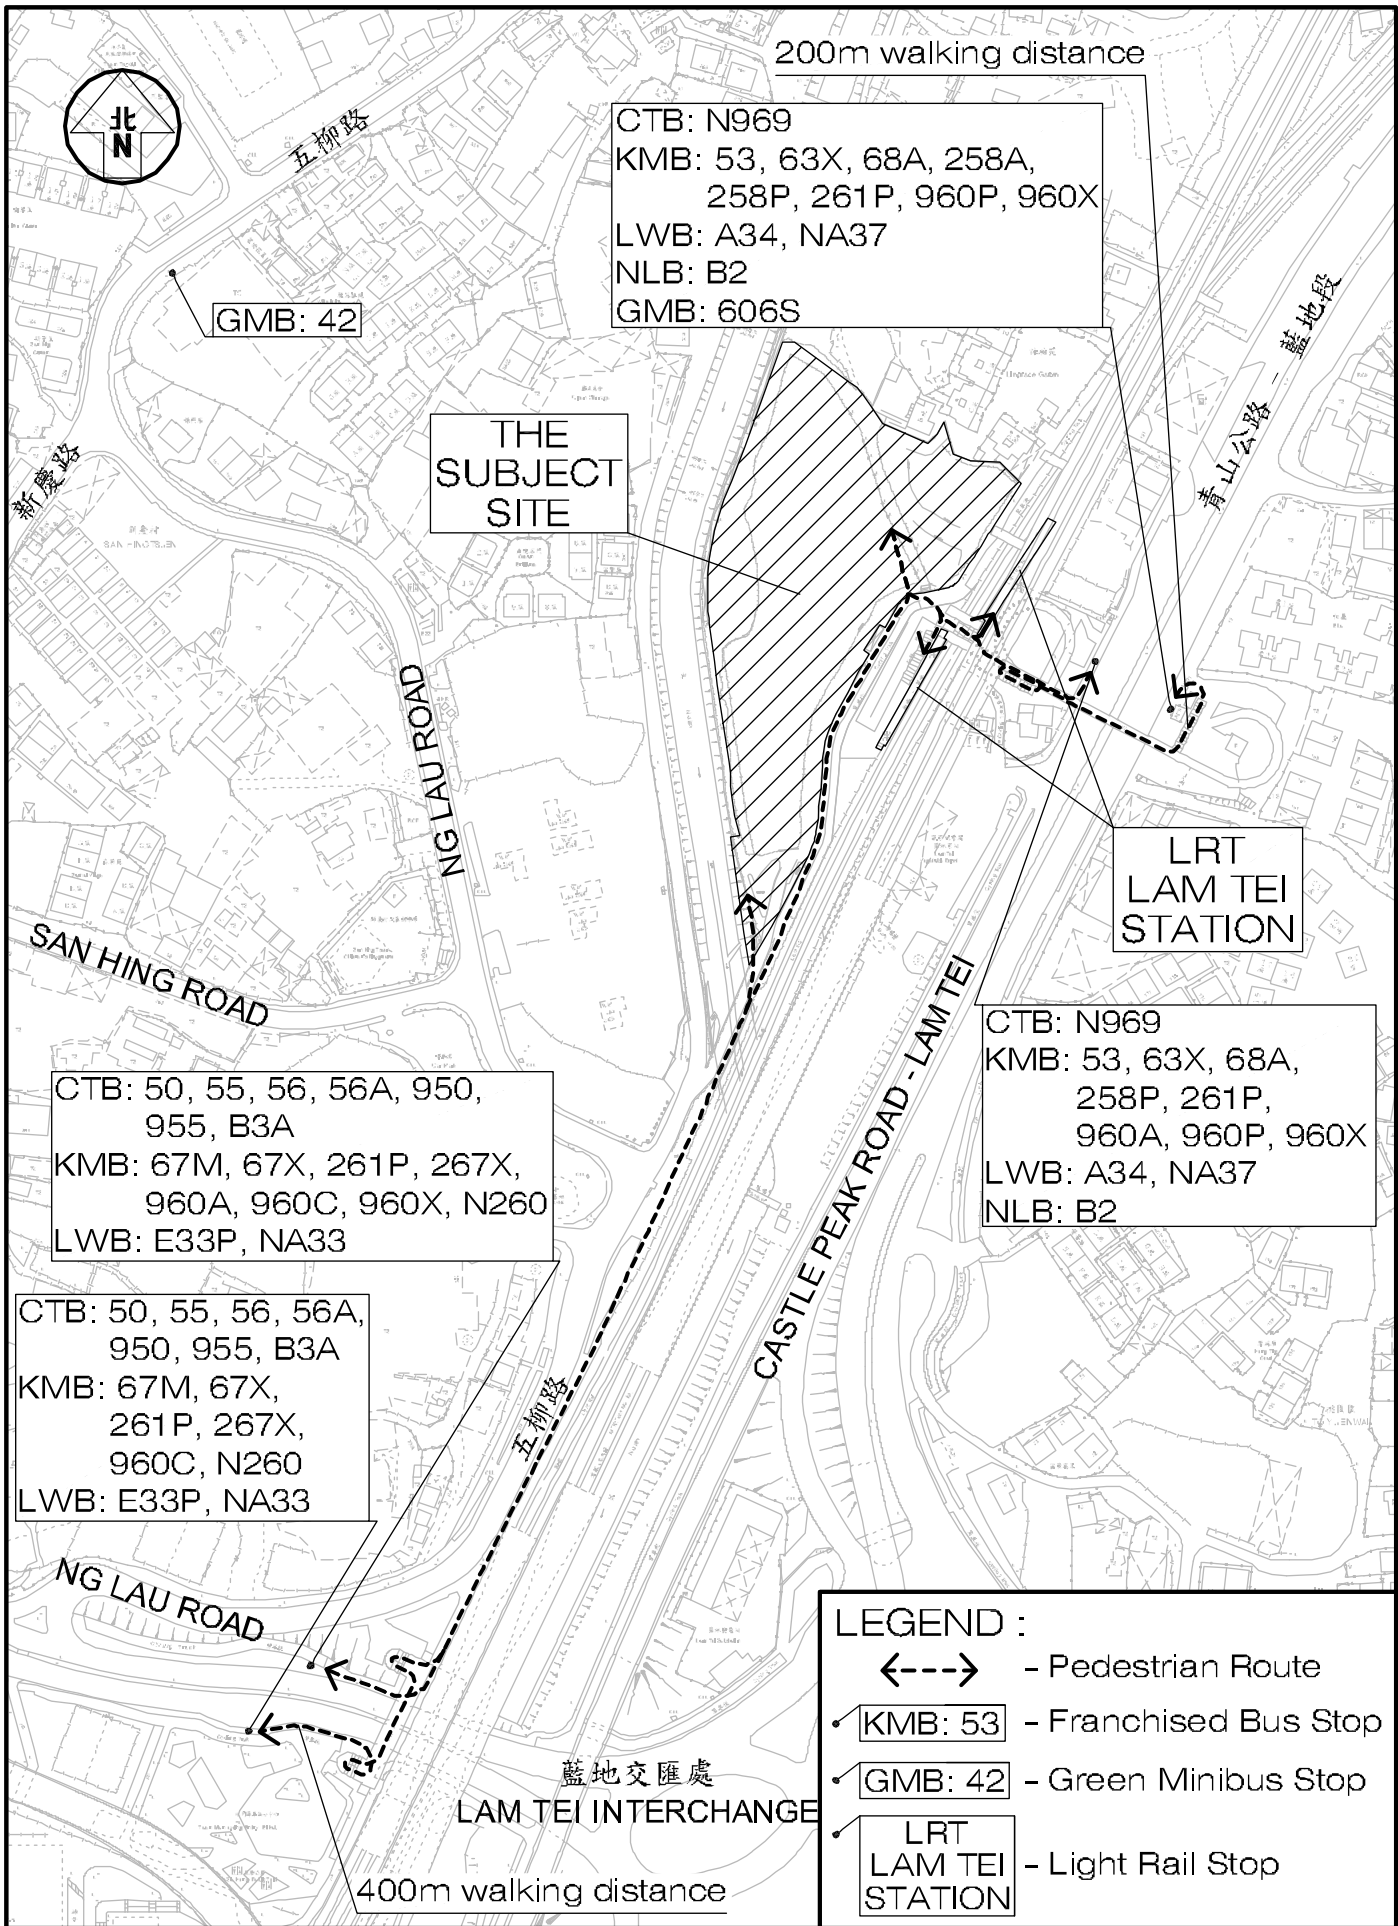 200m walking distance
CTB: N969
KMB: 53, 63X, 68A, 258A,
258P, 261P, 960P, 960X
LWB: A34, NA37
NLB: B2
GMB: 606S
北
N
五柳路
GMB: 42
青山公路 - 藍地段
THE
SUBJECT
SITE
新慶路
SAN HING TSUEN
NG LAU ROAD
LRT
LAM TEI
STATION
SAN HING ROAD
CASTLE PEAK ROAD - LAM TEI
CTB: N969
KMB: 53, 63X, 68A,
258P, 261P,
960A, 960P, 960X
LWB: A34, NA37
NLB: B2
CTB: 50, 55, 56, 56A, 950,
955, B3A
KMB: 67M, 67X, 261P, 267X,
960A, 960C, 960X, N260
LWB: E33P, NA33
CTB: 50, 55, 56, 56A,
950, 955, B3A
KMB: 67M, 67X,
261P, 267X,
960C, N260
LWB: E33P, NA33
五柳路
NG LAU ROAD
藍地交匯處
LAM TEI INTERCHANGE
400m walking distance
LEGEND :
- Pedestrian Route
KMB: 53 - Franchised Bus Stop
GMB: 42 - Green Minibus Stop
LRT
LAM TEI - Light Rail Stop
STATION